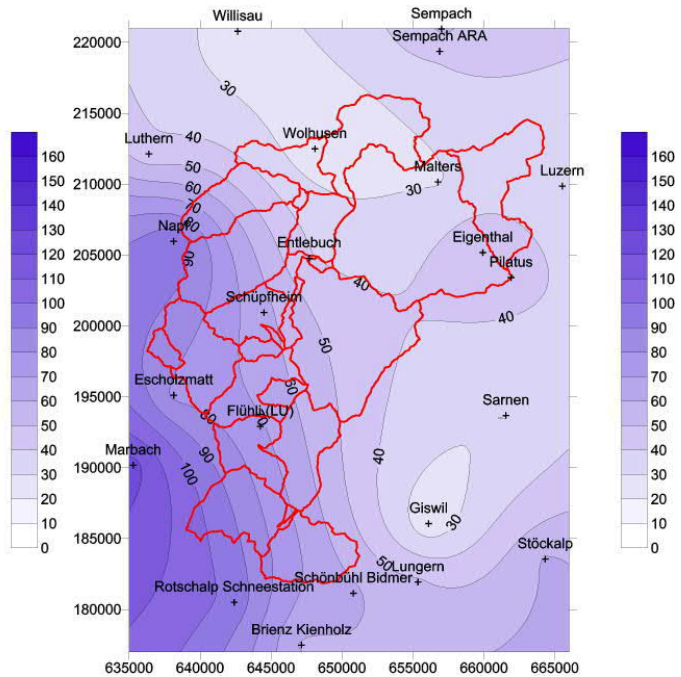 Sempach
Willisau
220000
Sempach ARA
30
215000
40
Wolhusen
Luthern
50
Malters
Luzern
160
210000
60
30
160
150
70
150
140
80
140
130
Napf
Eigenthal
130
120
205000
90
Entlebuch
Pilatus
120
110
40
110
100
Schüpfheim
40
100
90
200000
90
80
50
80
70
70
60
Escholzmatt
60
60
50
195000
80
Flühli (LU)
Sarnen
50
40
40
30
Marbach
90
40
30
20
190000
100
20
10
Giswil
10
0
30
0
185000
Stöckalp
50
Lungern
Schönbühl Bidmer
Rotschalp Schneestation
180000
Brienz Kienholz
635000 640000 645000 650000 655000 660000 665000